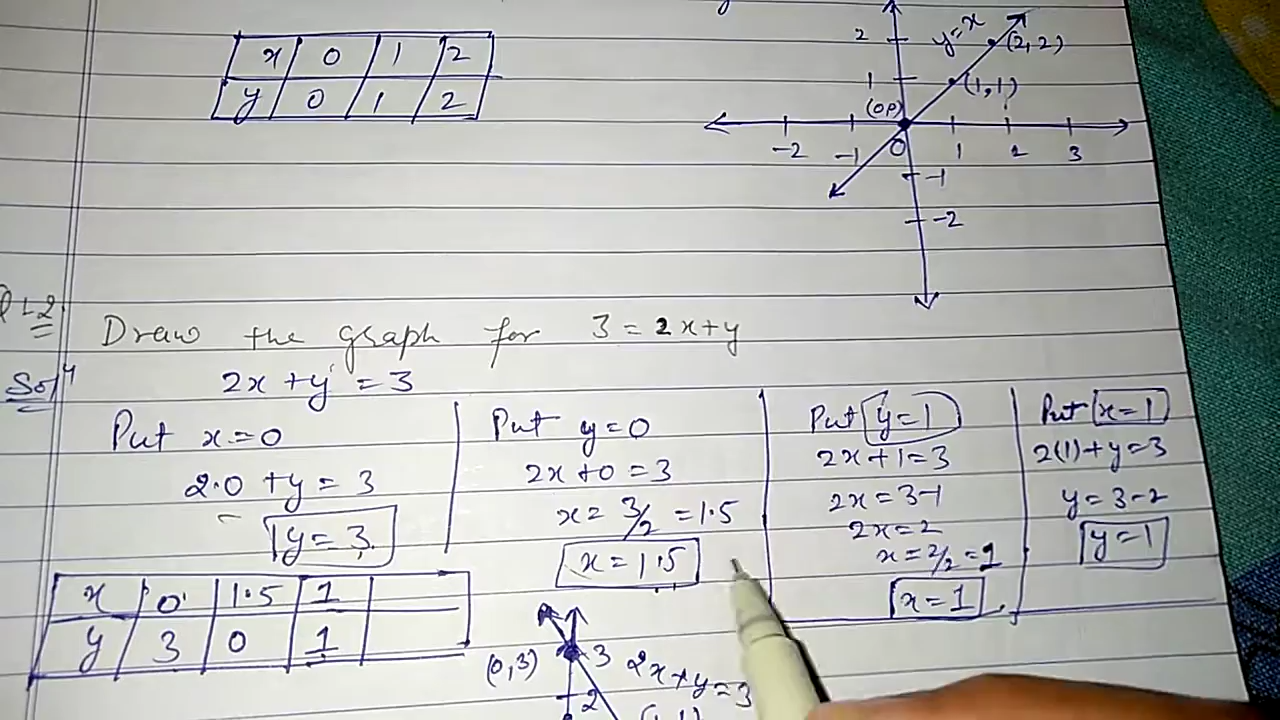 x 0 1 2
y 0 1 2
y=x
2 (2,2)
1 (1,1)
(0,0)
-2 -1 0 1 2 3
-1
-2
Q 1.2
Draw the graph for 3 = 2x+y
Solⁿ 2x + y = 3
Put x=0
2·0 + y = 3
y = 3
Put y=0
2x + 0 = 3
x = 3/2 = 1.5
x = 1.5
Put y=1
2x+1=3
2x = 3-1
2x = 2
x = 2/2 = 1
x = 1
Put x=1
2(1)+y=3
y = 3-2
y=1
x 0 1.5 1
y 3 0 1
(0,3) 3 2x+y=3
2